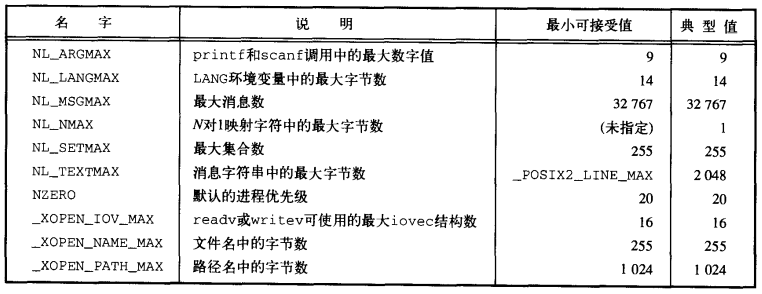 名 字 说 明 最小可接受值 典 型 值
NL_ARGMAX printf和scanf调用中的最大数字值 9 9
NL_LANGMAX LANG环境变量中的最大字节数 14 14
NL_MSGMAX 最大消息数 32 767 32 767
NL_NMAX N对1映射字符中的最大字节数 (未指定) 1
NL_SETMAX 最大集合数 255 255
NL_TEXTMAX 消息字符串中的最大字节数 _POSIX2_LINE_MAX 2 048
NZERO 默认的进程优先级 20 20
_XOPEN_IOV_MAX readv或writev可使用的最大iovec结构数 16 16
_XOPEN_NAME_MAX 文件名中的字节数 255 255
_XOPEN_PATH_MAX 路径名中的字节数 1 024 1 024